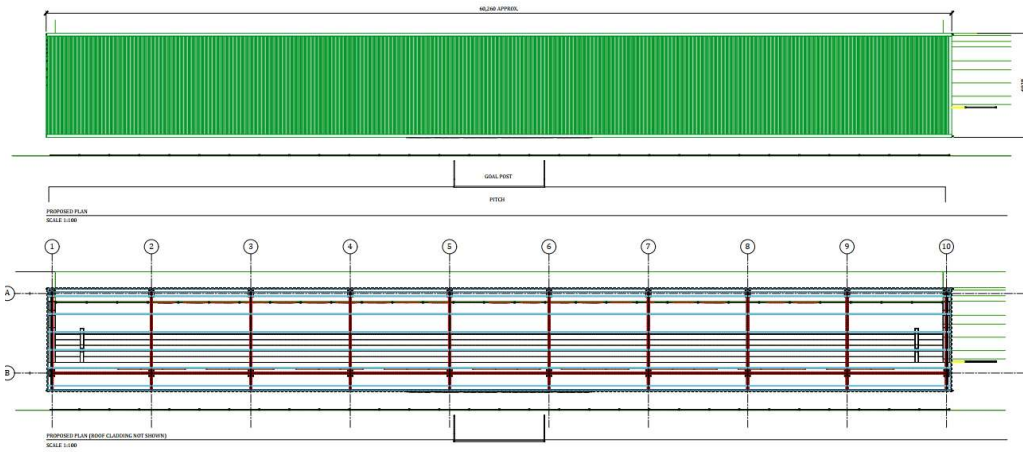 60,260 APPROX.
GOAL POST
PITCH
PROPOSED PLAN
SCALE 1:100
1 2 3 4 5 6 7 8 9 10
A
B
PROPOSED PLAN (ROOF CLADDING NOT SHOWN)
SCALE 1:100